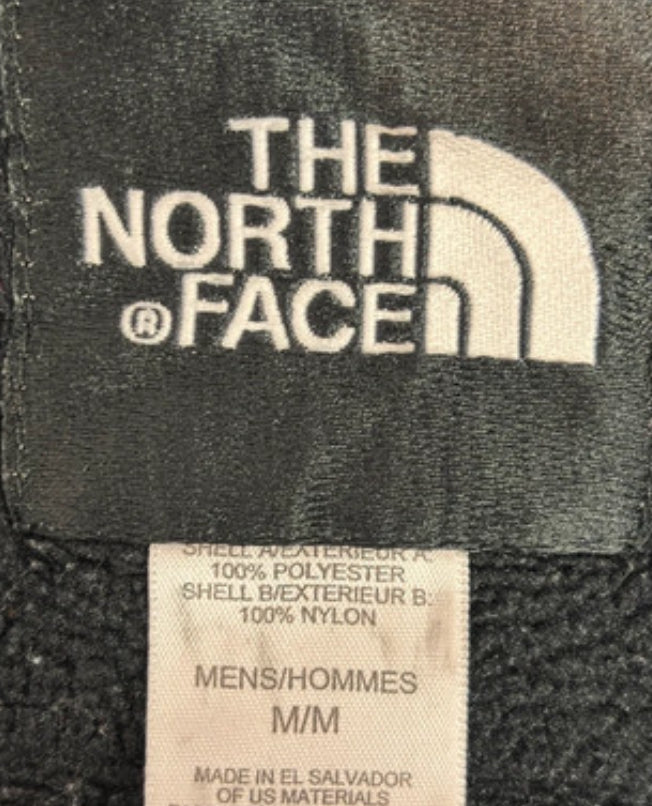 THE
NORTH
®FACE
SHELL A/EXTERIEUR A:
100% POLYESTER
SHELL B/EXTERIEUR B:
100% NYLON
MENS/HOMMES
M/M
MADE IN EL SALVADOR
OF US MATERIALS